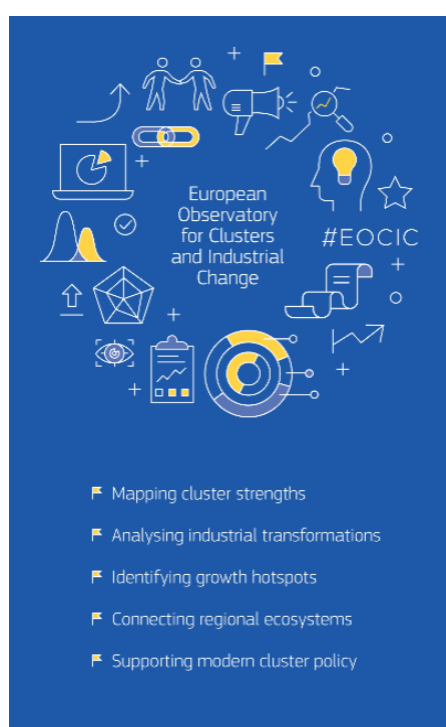 European
Observatory
for Clusters
and Industrial
Change
#EOCIC
Mapping cluster strengths
Analysing industrial transformations
Identifying growth hotspots
Connecting regional ecosystems
Supporting modern cluster policy